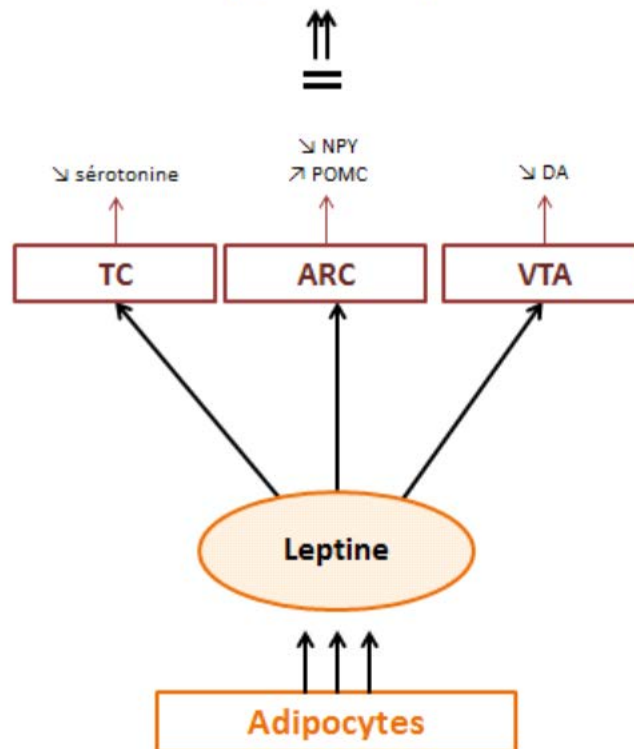 ↘ NPY
↘ sérotonine ↗ POMC ↘ DA
TC ARC VTA
Leptine
Adipocytes